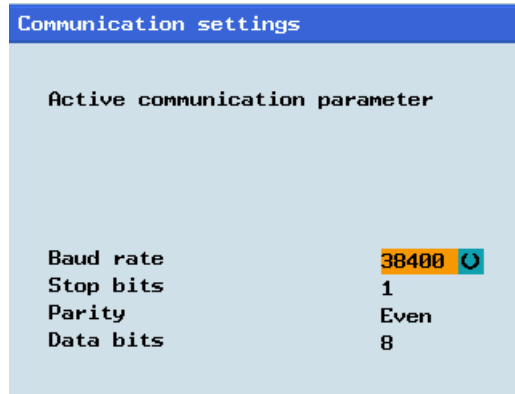 Communication settings
Active communication parameter
Baud rate 38400
Stop bits 1
Parity Even
Data bits 8